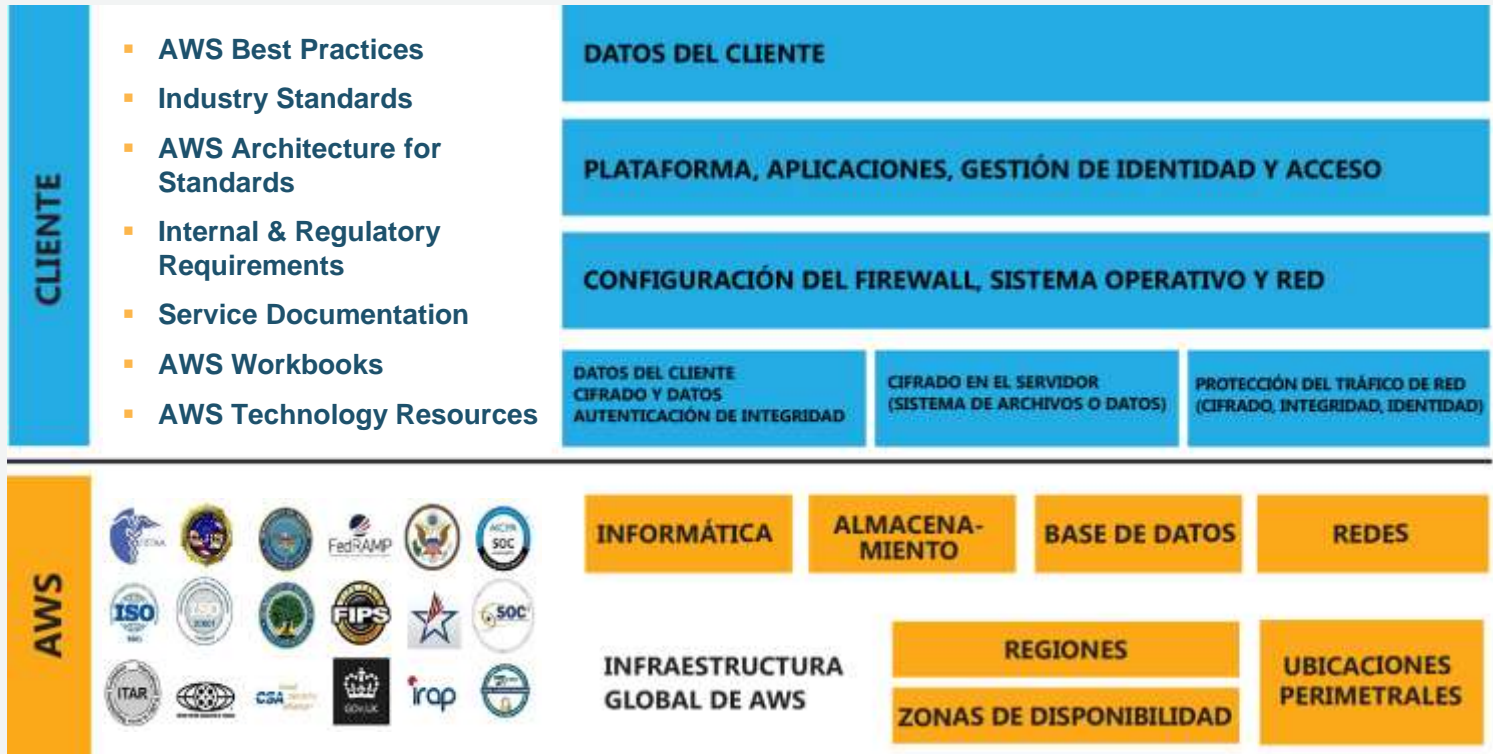 CLIENTE
AWS Best Practices
Industry Standards
AWS Architecture for
Standards
Internal & Regulatory
Requirements
Service Documentation
AWS Workbooks
AWS Technology Resources
DATOS DEL CLIENTE
PLATAFORMA, APLICACIONES, GESTIÓN DE IDENTIDAD Y ACCESO
CONFIGURACIÓN DEL FIREWALL, SISTEMA OPERATIVO Y RED
DATOS DEL CLIENTE
CIFRADO Y DATOS
AUTENTICACIÓN DE INTEGRIDAD
CIFRADO EN EL SERVIDOR
(SISTEMA DE ARCHIVOS O DATOS)
PROTECCIÓN DEL TRÁFICO DE RED
(CIFRADO, INTEGRIDAD, IDENTIDAD)
AWS
FedRAMP
AICPA
SOC
ISO
FIPS
SOC
ITAR
CSA
GOV.UK
irap
INFORMÁTICA
ALMACENA-
MIENTO
BASE DE DATOS
REDES
INFRAESTRUCTURA
GLOBAL DE AWS
REGIONES
ZONAS DE DISPONIBILIDAD
UBICACIONES
PERIMETRALES